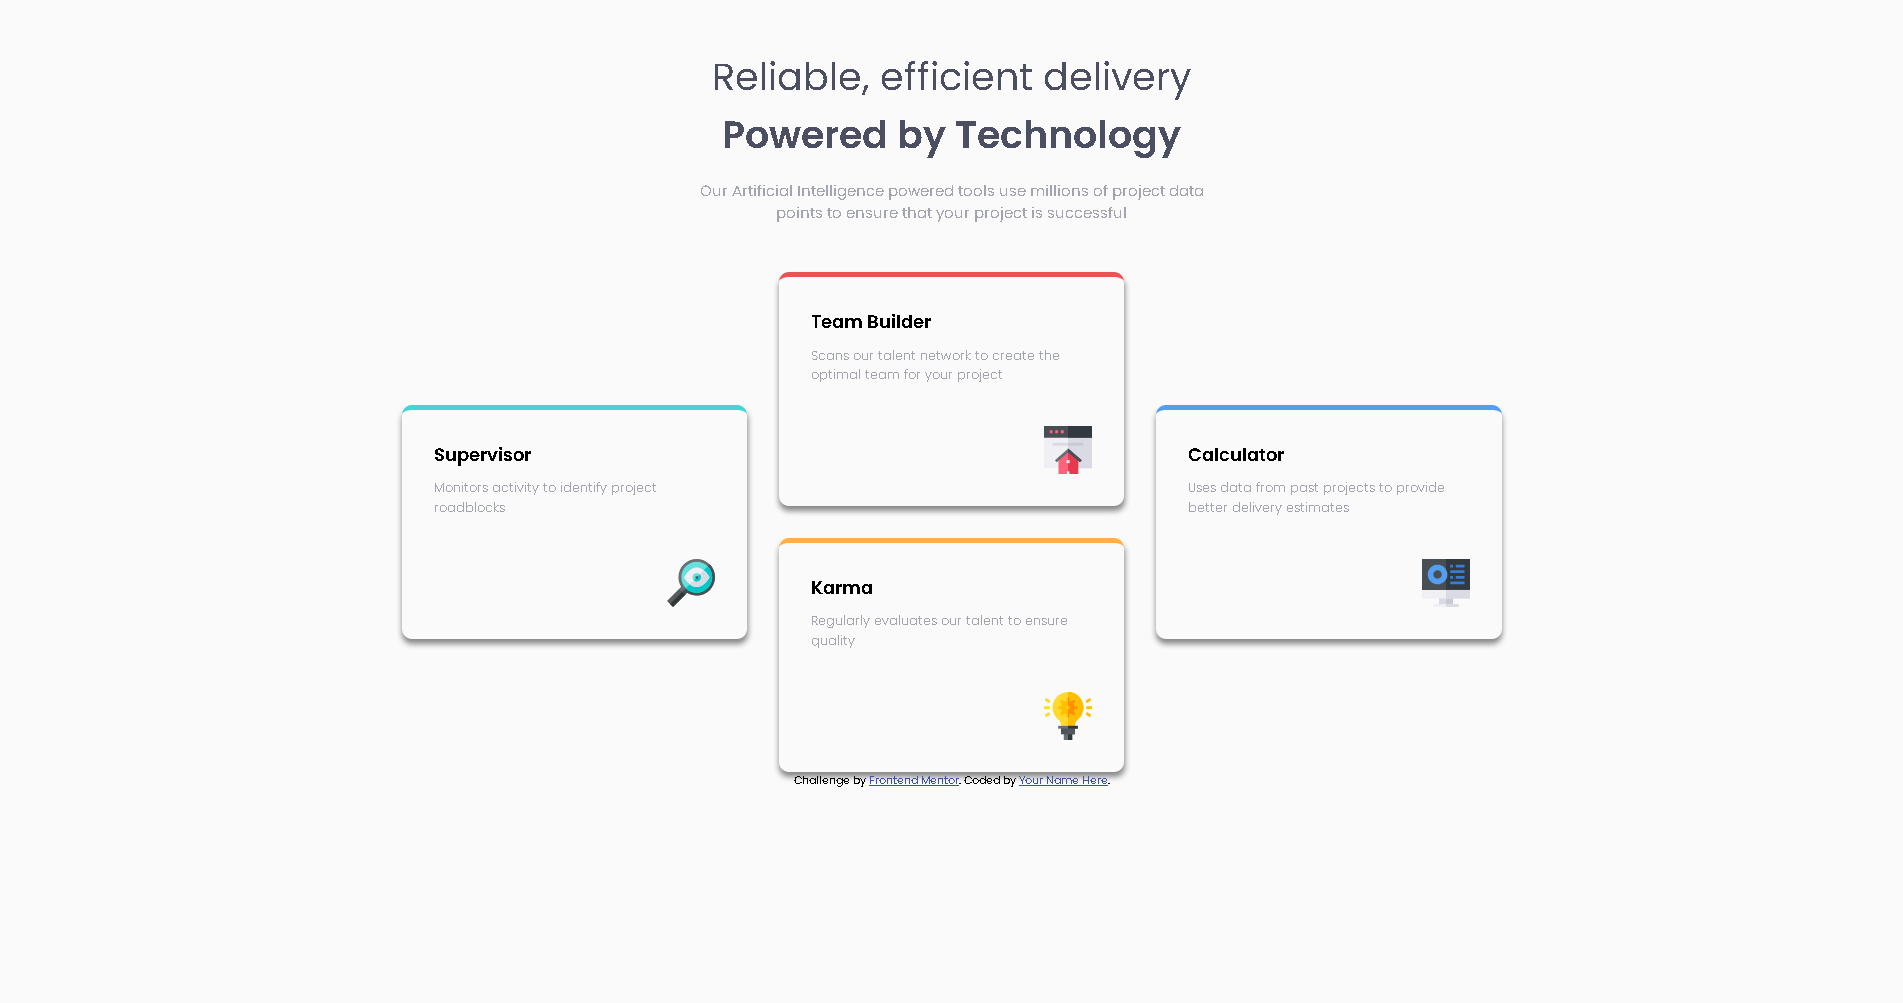 Reliable, efficient delivery
Powered by Technology
Our Artificial Intelligence powered tools use millions of project data
points to ensure that your project is successful
Team Builder
Scans our talent network to create the
optimal team for your project
Supervisor
Monitors activity to identify project
roadblocks
Calculator
Uses data from past projects to provide
better delivery estimates
Karma
Regularly evaluates our talent to ensure
quality
Challenge by Frontend Mentor. Coded by Your Name Here.